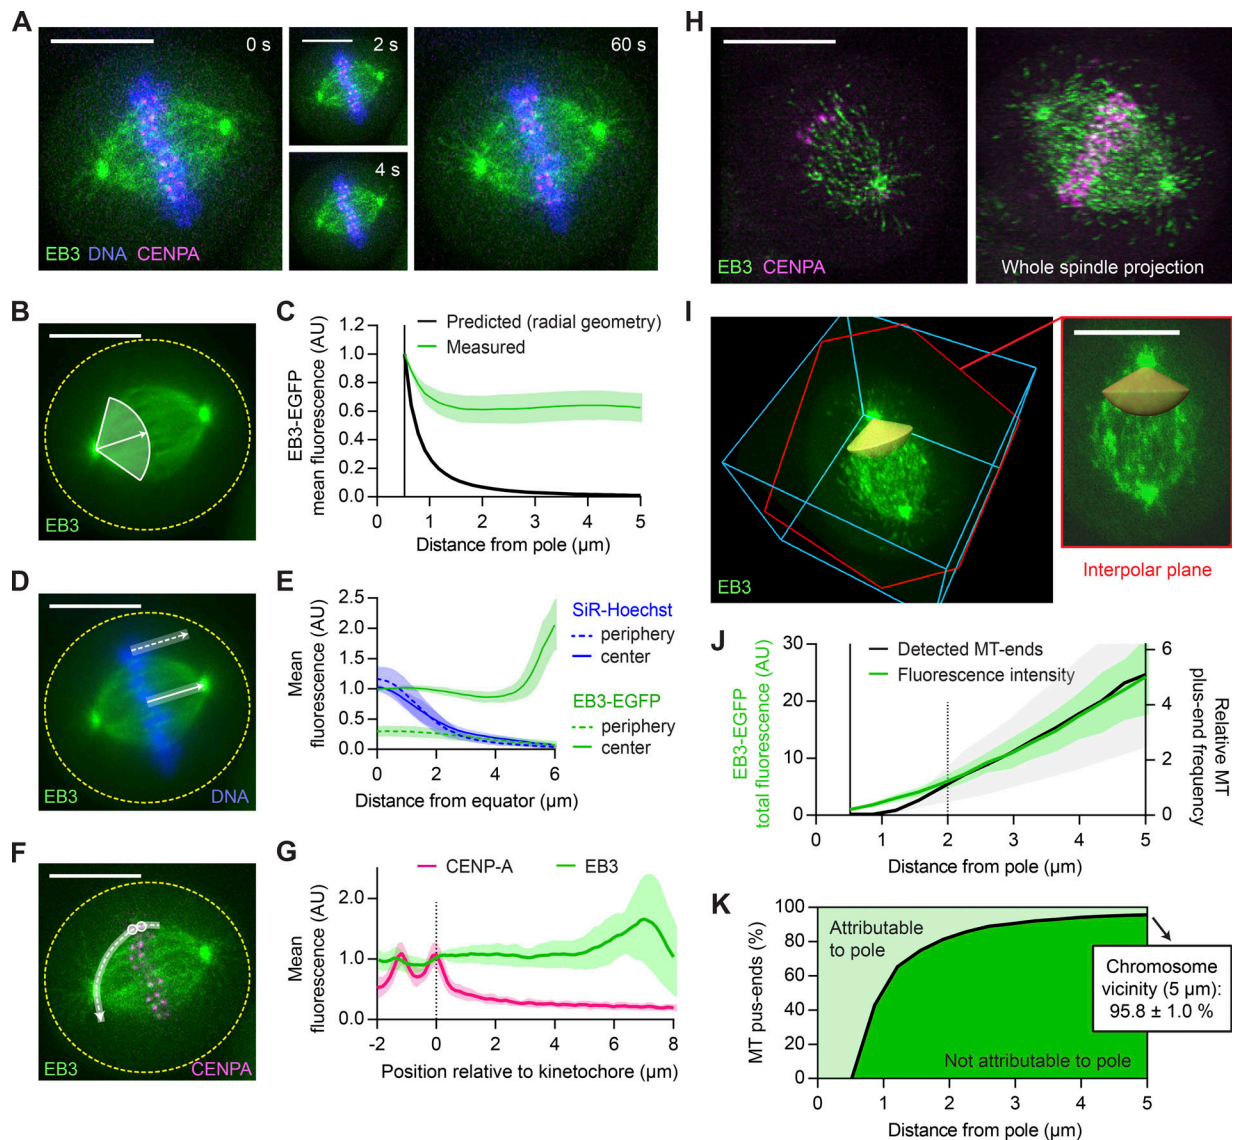 A
0 s
2 s
4 s
60 s
EB3 DNA CENPA
H
EB3 CENPA
Whole spindle projection
B
EB3
C
Predicted (radial geometry)
Measured
EB3-EGFP
mean fluorescence (AU)
1.2
1.0
0.8
0.6
0.4
0.2
0.0
0 1 2 3 4 5
Distance from pole (µm)
I
EB3
Interpolar plane
D
EB3 DNA
E
Mean
fluorescence (AU)
2.5
2.0
1.5
1.0
0.5
0.0
0 2 4 6
Distance from equator (µm)
SiR-Hoechst
periphery
center
EB3-EGFP
periphery
center
J
Detected MT-ends
Fluorescence intensity
EB3-EGFP
total fluorescence (AU)
30
20
10
0
6
4
2
0
Relative MT
plus-end frequency
0 1 2 3 4 5
Distance from pole (µm)
F
EB3 CENPA
G
CENP-A EB3
Mean
fluorescence (AU)
2.0
1.0
0.0
-2 0 2 4 6 8
Position relative to kinetochore (µm)
K
MT pus-ends (%)
100
80
60
40
20
0
Attributable
to pole
Not attributable to pole
Chromosome
vicinity (5 µm):
95.8 ± 1.0 %
0 1 2 3 4 5
Distance from pole (µm)